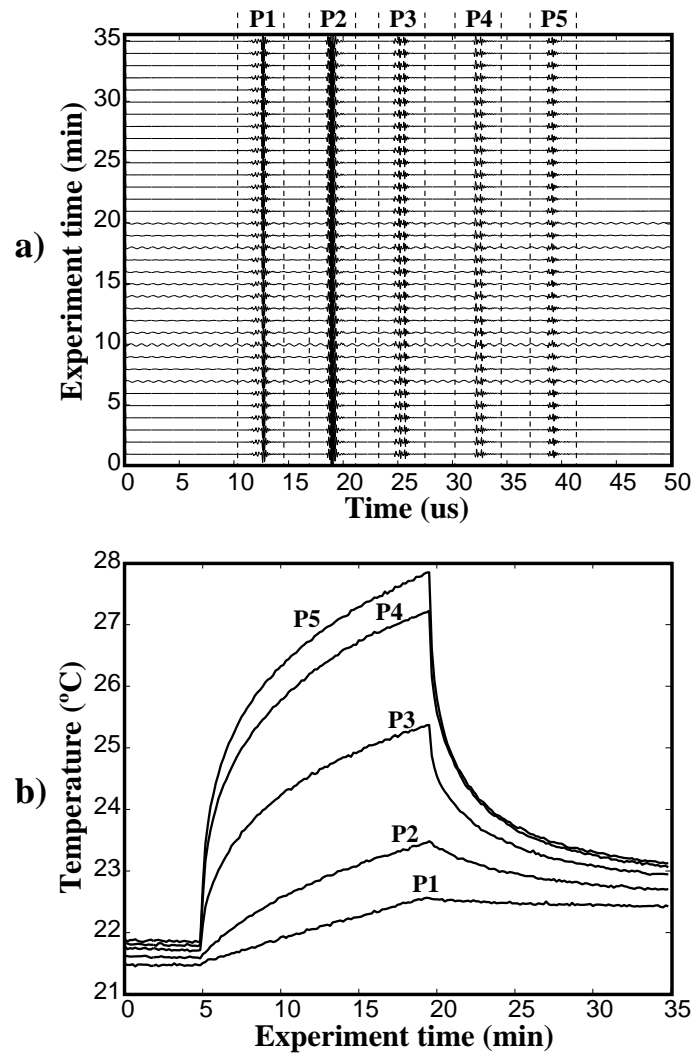 P1 P2 P3 P4 P5
35
30
25
20
15
10
5
0
Experiment time (min)
a)
0 5 10 15 20 25 30 35 40 45 50
Time (us)
28
27
26
25
24
23
22
21
Temperature (ºC)
b)
P5
P4
P3
P2
P1
0 5 10 15 20 25 30 35
Experiment time (min)